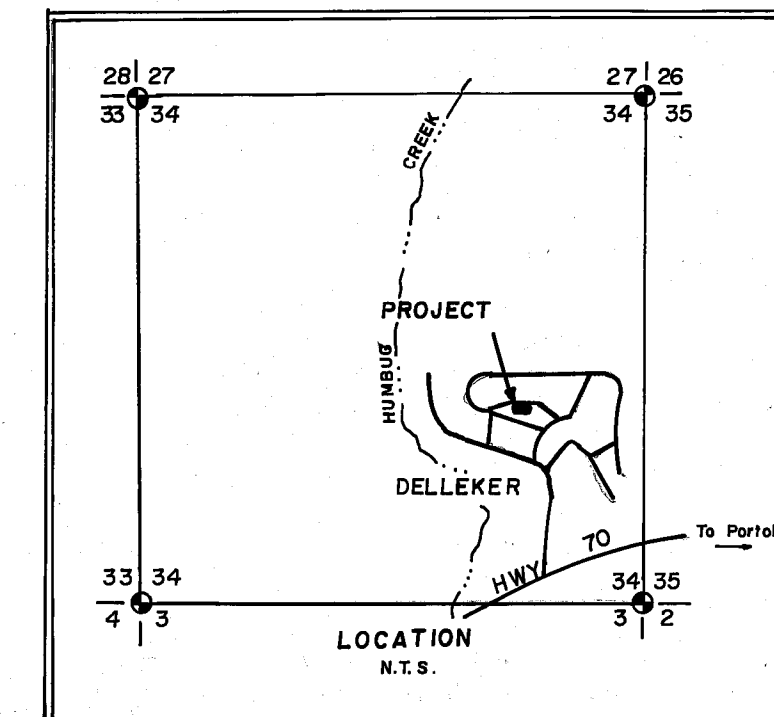 28 27
33 34
27 26
34 35
CREEK
PROJECT
HUMBUG
DELLEKER
HWY 70
To Portol
33 34
4 3
34 35
3 2
LOCATION
N.T.S.